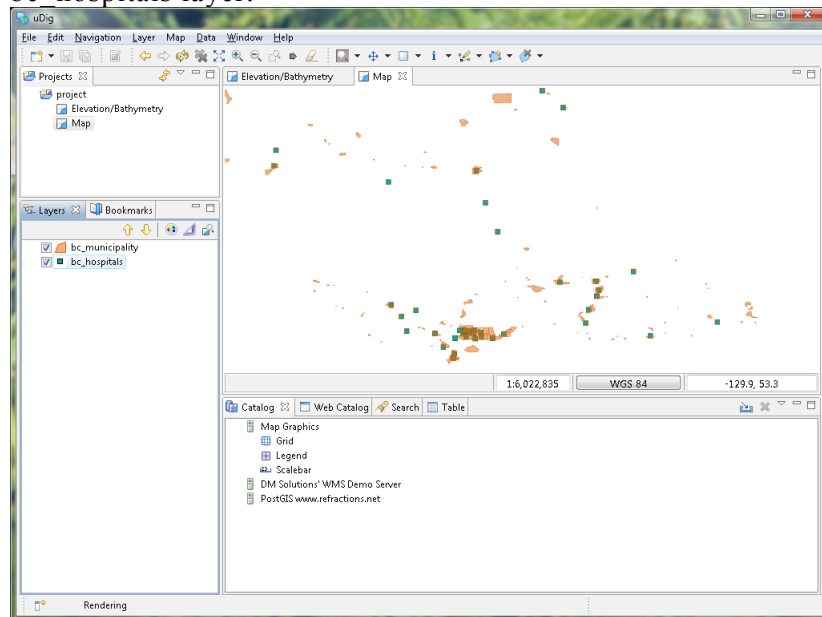 bc_hospitals layer.
uDig
File Edit Navigation Layer Map Data Window Help
Projects
project
Elevation/Bathymetry
Map
Elevation/Bathymetry Map
Layers Bookmarks
bc_municipality
bc_hospitals
1:6,022,835 WGS 84 -129.9, 53.3
Catalog Web Catalog Search Table
Map Graphics
Grid
Legend
Scalebar
DM Solutions' WMS Demo Server
PostGIS www.refractions.net
Rendering